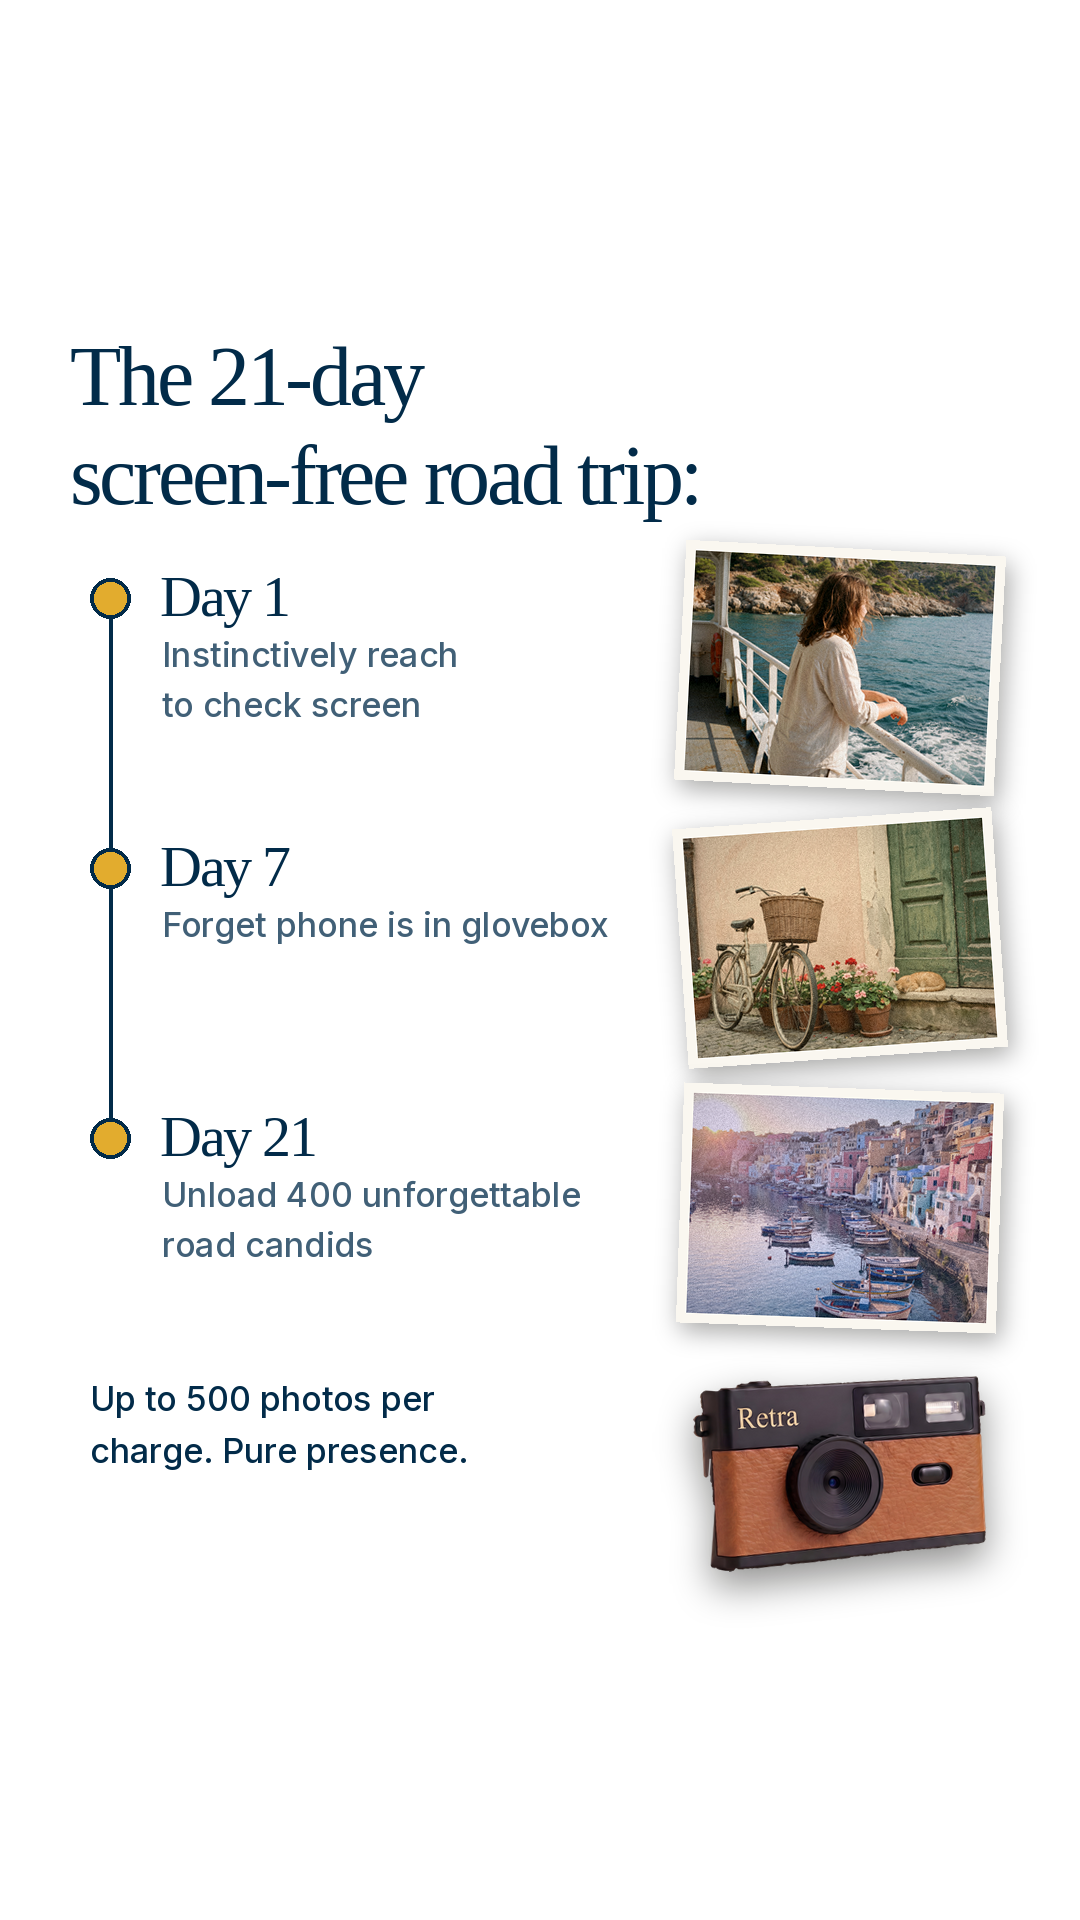 The 21-day
screen-free road trip:
Day 1
Instinctively reach
to check screen
Day 7
Forget phone is in glovebox
Day 21
Unload 400 unforgettable
road candids
Up to 500 photos per
charge. Pure presence.
Retra